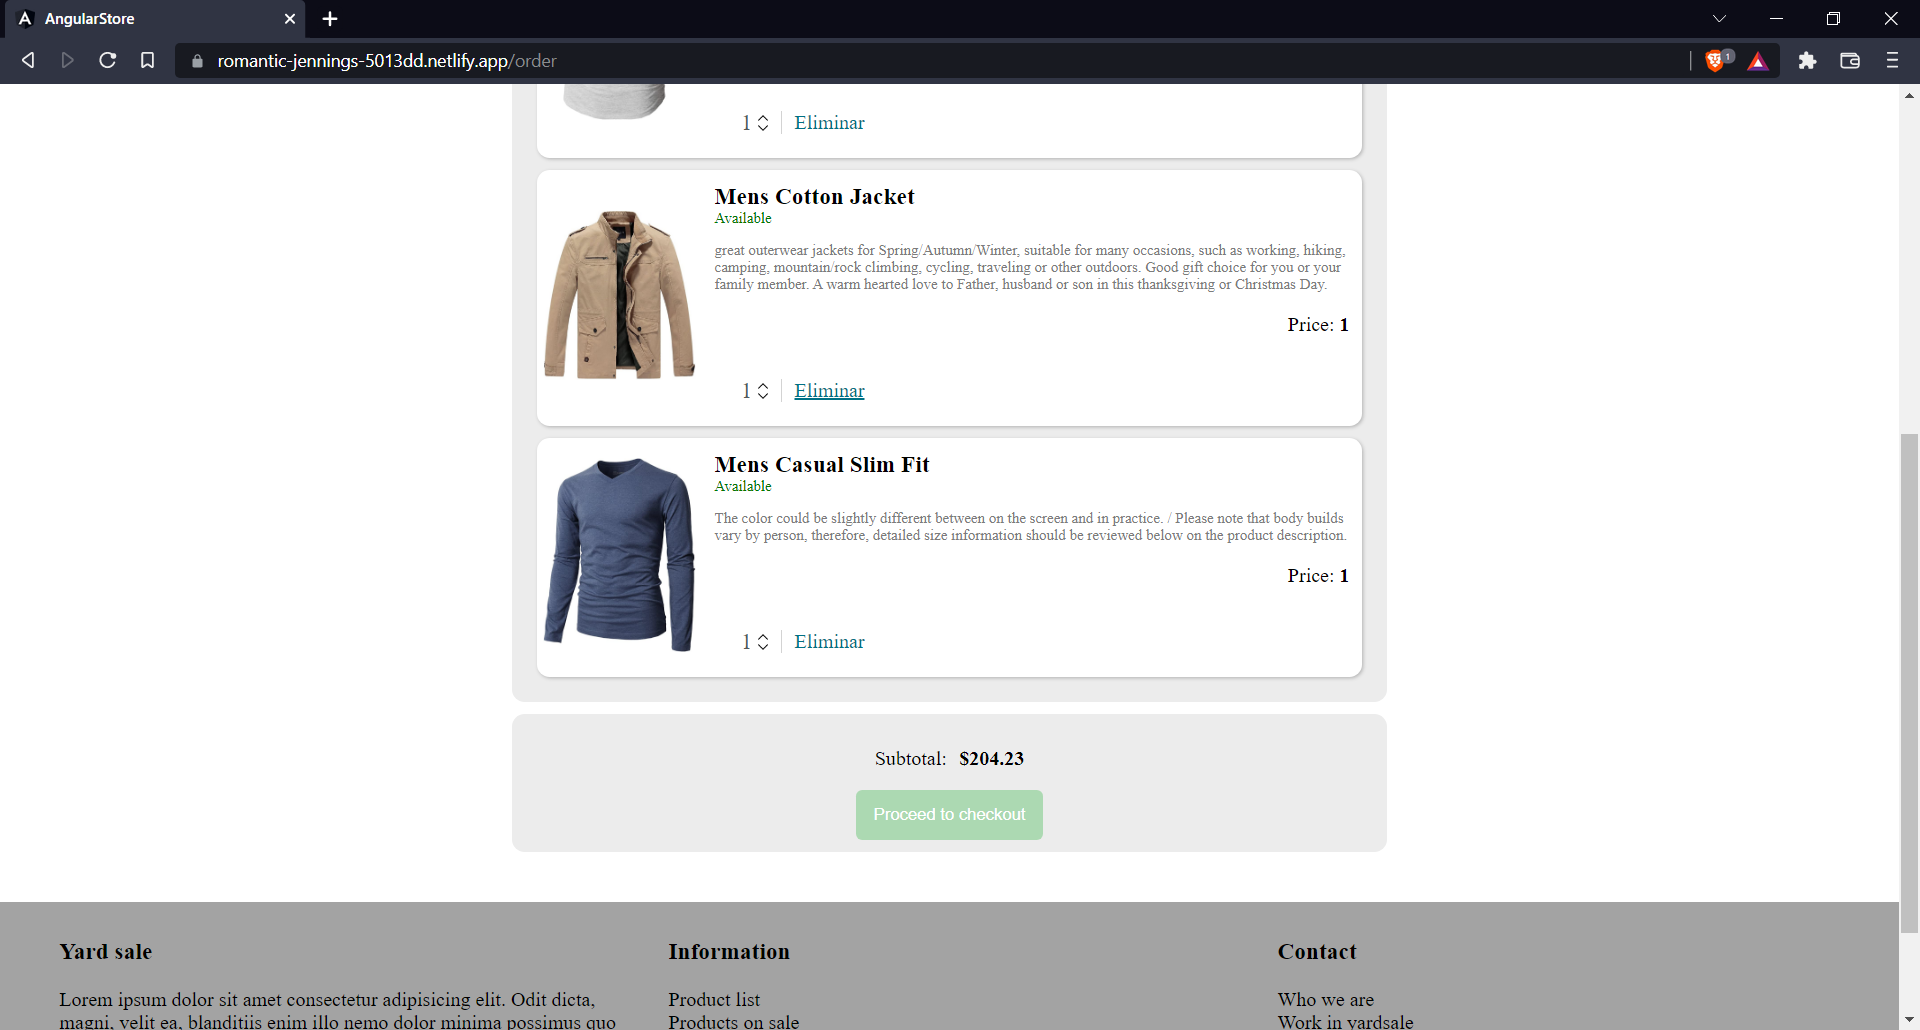 AngularStore
romantic-jennings-5013dd.netlify.app/order
1
1 Eliminar
Mens Cotton Jacket
Available
great outerwear jackets for Spring/Autumn/Winter, suitable for many occasions, such as working, hiking,
camping, mountain/rock climbing, cycling, traveling or other outdoors. Good gift choice for you or your
family member. A warm hearted love to Father, husband or son in this thanksgiving or Christmas Day.
Price: 1
1 Eliminar
Mens Casual Slim Fit
Available
The color could be slightly different between on the screen and in practice. / Please note that body builds
vary by person, therefore, detailed size information should be reviewed below on the product description.
Price: 1
1 Eliminar
Subtotal: $204.23
Proceed to checkout
Yard sale
Lorem ipsum dolor sit amet consectetur adipisicing elit. Odit dicta,
magni, velit ea, blanditiis enim illo nemo dolor minima possimus quo
Information
Product list
Products on sale
Contact
Who we are
Work in yardsale